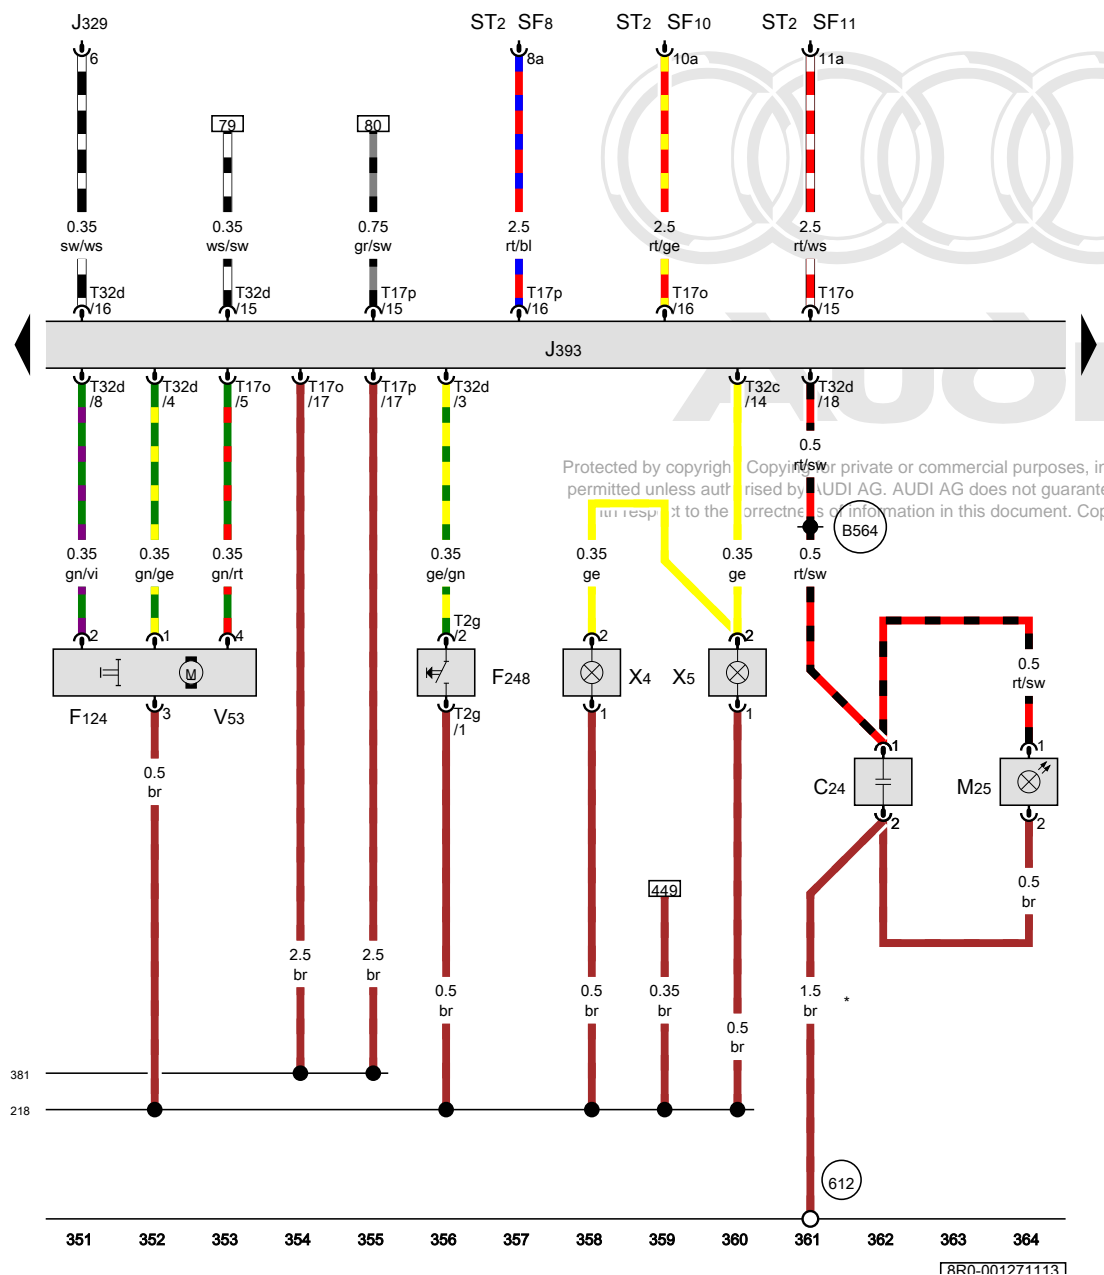 J329 ST2 SF8 ST2 SF10 ST2 SF11
6 8a 10a 11a
79 80
0.35 0.35 0.75 2.5 2.5 2.5
sw/ws ws/sw gr/sw rt/bl rt/ge rt/ws
T32d T32d T17p T17p T17o T17o
/16 /15 /15 /16 /16 /15
J393
T32d T32d T17o T17o T17p T32d T32c T32d
/8 /4 /5 /17 /17 /3 /14 /18
AUDI
0.5
rt/sw
Protected by copyright. Copying for private or commercial purposes, in
permitted unless authorised by AUDI AG. AUDI AG does not guarante
with respect to the correctness of information in this document. Cop
B564
0.35 0.35 0.35 0.35 0.35 0.35 0.5
gn/vi gn/ge gn/rt ge/gn ge ge rt/sw
T2g
2 1 4 /2 2 2
M
F248 X4 X5
0.5
rt/sw
F124 3 V53 T2g 1 1
/1
1 1
0.5
br
C24 M25
2 2
449
0.5
br
2.5 2.5
br br
0.5 0.5 0.35 1.5 *
br br br br
0.5
br
381
218
612
351 352 353 354 355 356 357 358 359 360 361 362 363 364
8R0-001271113